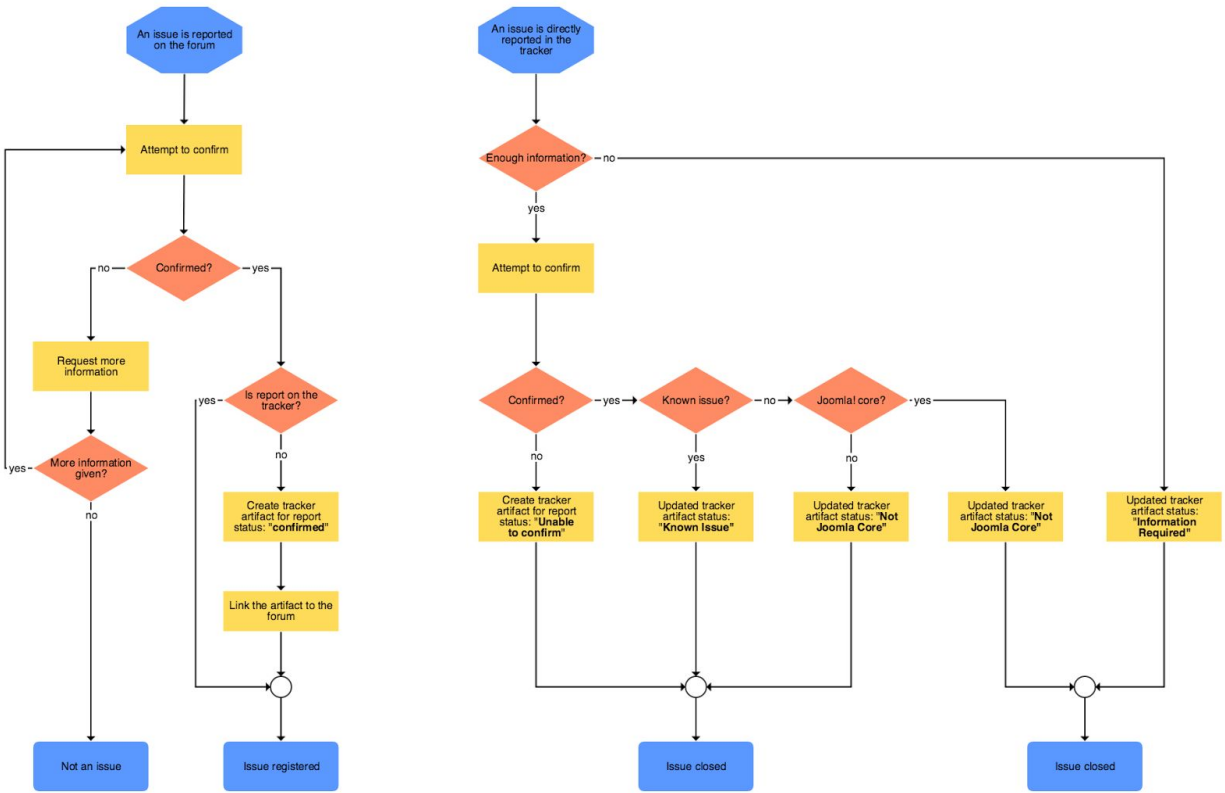 An issue is reported
on the forum
Attempt to confirm
Confirmed?
no
yes
Request more
information
Is report on the
tracker?
yes
no
More information
given?
yes
no
Create tracker
artifact for report
status: "confirmed"
Link the artifact to the
forum
Not an issue
Issue registered
An issue is directly
reported in the
tracker
Enough information?
no
yes
Attempt to confirm
Confirmed?
yes
Known issue?
no
Joomla! core?
yes
no
yes
no
Create tracker
artifact for report
status: "Unable
to confirm"
Updated tracker
artifact status:
"Known Issue"
Updated tracker
artifact status: "Not
Joomla Core"
Updated tracker
artifact status: "Not
Joomla Core"
Updated tracker
artifact status:
"Information
Required"
Issue closed
Issue closed